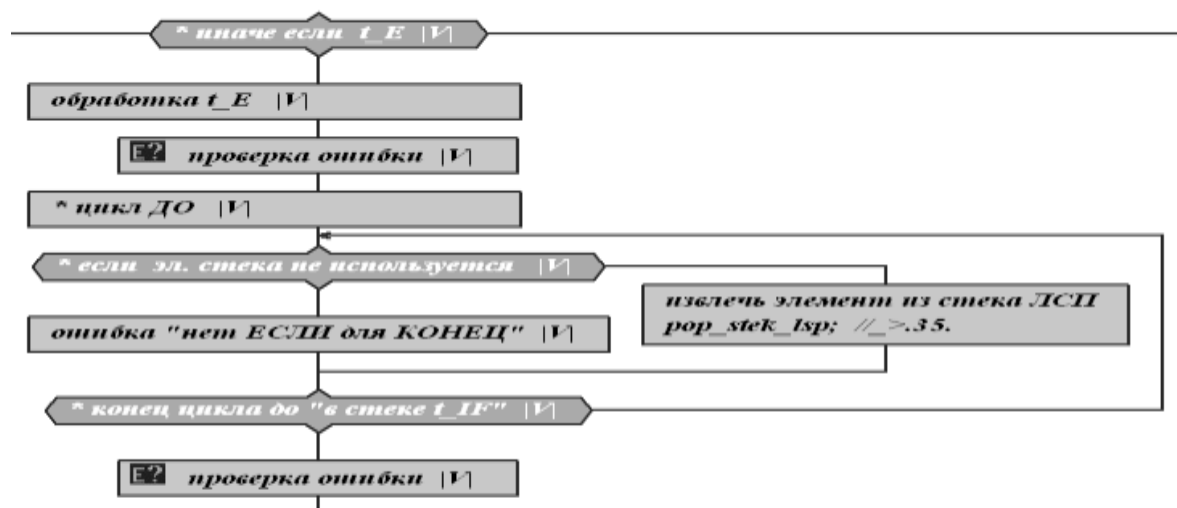 * иначе если t_E |V|
обработка t_E |V|
E? проверка ошибки |V|
* цикл ДО |V|
* если эл. стека не используется |V|
извлечь элемент из стека ЛСП
pop_stek_lsp; //_>.35.
ошибка "нет ЕСЛИ для КОНЕЦ" |V|
* конец цикла до "в стеке t_IF" |V|
E? проверка ошибки |V|